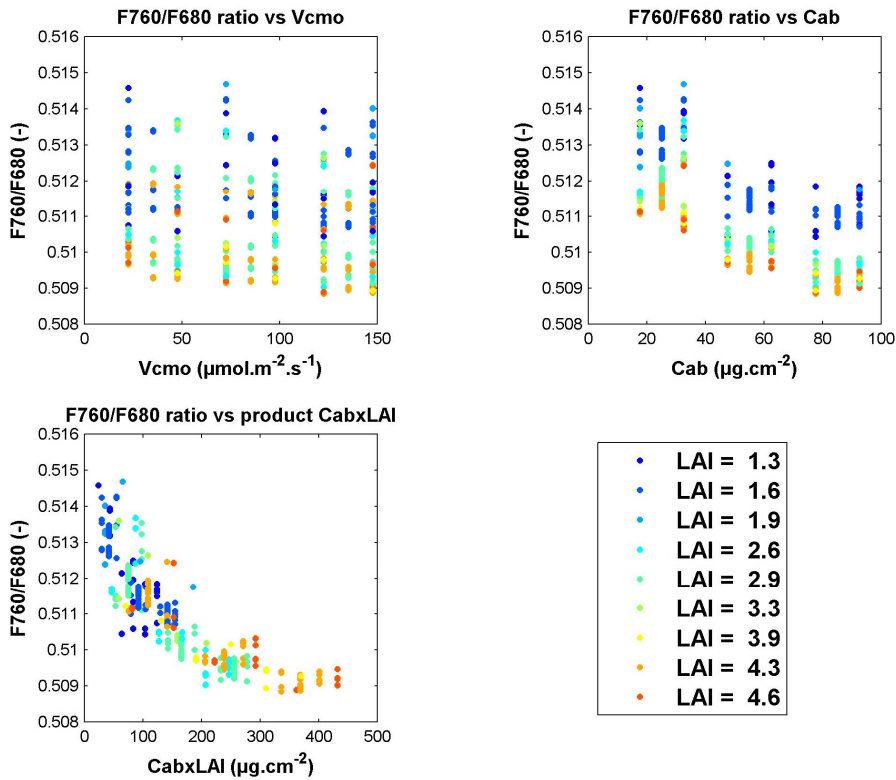 F760/F680 ratio vs Vcmo
0.516
0.515
0.514
0.513
0.512
0.511
0.51
0.509
0.508
F760/F680 (-)
0
50
100
150
Vcmo (µmol.m⁻².s⁻¹)
F760/F680 ratio vs Cab
0.516
0.515
0.514
0.513
0.512
0.511
0.51
0.509
0.508
F760/F680 (-)
0
20
40
60
80
100
Cab (µg.cm⁻²)
F760/F680 ratio vs product CabxLAI
0.516
0.515
0.514
0.513
0.512
0.511
0.51
0.509
0.508
F760/F680 (-)
0
100
200
300
400
500
CabxLAI (µg.cm⁻²)
LAI = 1.3
LAI = 1.6
LAI = 1.9
LAI = 2.6
LAI = 2.9
LAI = 3.3
LAI = 3.9
LAI = 4.3
LAI = 4.6